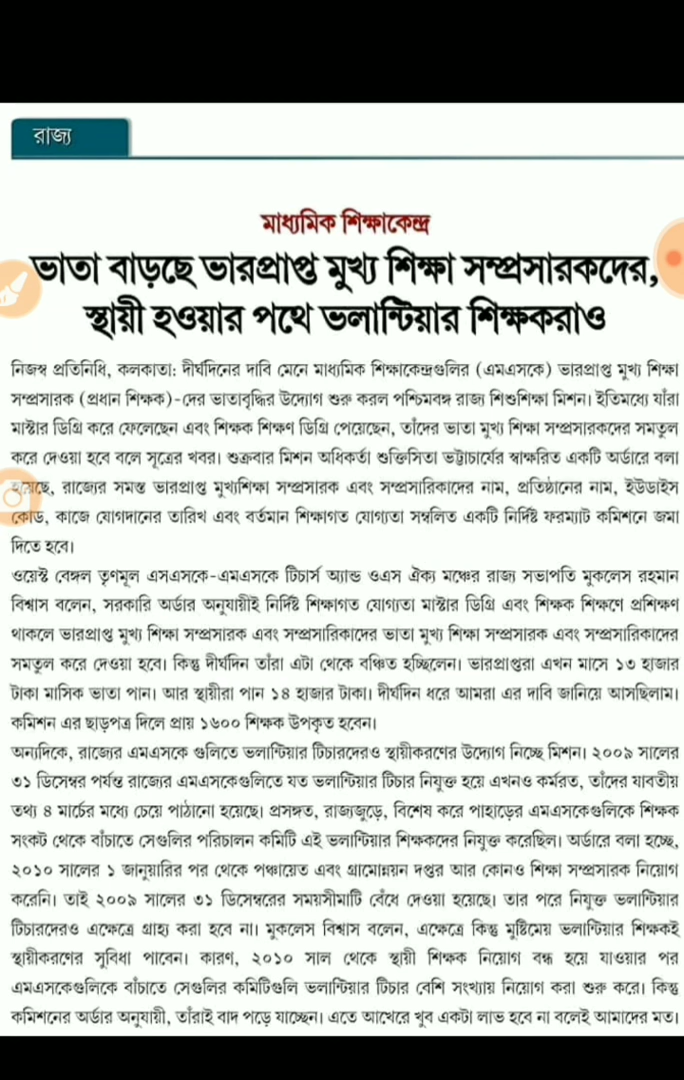 রাজ্য
মাধ্যমিক শিক্ষাকেন্দ্র
ভাতা বাড়ছে ভারপ্রাপ্ত মুখ্য শিক্ষা সম্প্রসারকদের,
স্থায়ী হওয়ার পথে ভলান্টিয়ার শিক্ষকরাও
নিজস্ব প্রতিনিধি, কলকাতা: দীর্ঘদিনের দাবি মেনে মাধ্যমিক শিক্ষাকেন্দ্রগুলির (এমএসকে) ভারপ্রাপ্ত মুখ্য শিক্ষা
সম্প্রসারক (প্রধান শিক্ষক)-দের ভাতাবৃদ্ধির উদ্যোগ শুরু করল পশ্চিমবঙ্গ রাজ্য শিশুশিক্ষা মিশন। ইতিমধ্যে যাঁরা
মাস্টার ডিগ্রি করে ফেলেছেন এবং শিক্ষক শিক্ষণ ডিগ্রি পেয়েছেন, তাঁদের ভাতা মুখ্য শিক্ষা সম্প্রসারকদের সমতুল
করে দেওয়া হবে বলে সূত্রের খবর। শুক্রবার মিশন অধিকর্তা শুক্তিসিতা ভট্টাচার্যের স্বাক্ষরিত একটি অর্ডারে বলা
হয়েছে, রাজ্যের সমস্ত ভারপ্রাপ্ত মুখ্যশিক্ষা সম্প্রসারক এবং সম্প্রসারিকাদের নাম, প্রতিষ্ঠানের নাম, ইউডাইস
কোড, কাজে যোগদানের তারিখ এবং বর্তমান শিক্ষাগত যোগ্যতা সম্বলিত একটি নির্দিষ্ট ফরম্যাট কমিশনে জমা
দিতে হবে।
ওয়েস্ট বেঙ্গল তৃণমূল এসএসকে-এমএসকে টিচার্স অ্যান্ড ওএস ঐক্য মঞ্চের রাজ্য সভাপতি মুকলেস রহমান
বিশ্বাস বলেন, সরকারি অর্ডার অনুযায়ীই নির্দিষ্ট শিক্ষাগত যোগ্যতা মাস্টার ডিগ্রি এবং শিক্ষক শিক্ষণে প্রশিক্ষণ
থাকলে ভারপ্রাপ্ত মুখ্য শিক্ষা সম্প্রসারক এবং সম্প্রসারিকাদের ভাতা মুখ্য শিক্ষা সম্প্রসারক এবং সম্প্রসারিকাদের
সমতুল করে দেওয়া হবে। কিন্তু দীর্ঘদিন তাঁরা এটা থেকে বঞ্চিত হচ্ছিলেন। ভারপ্রাপ্তরা এখন মাসে ১৩ হাজার
টাকা মাসিক ভাতা পান। আর স্থায়ীরা পান ১৪ হাজার টাকা। দীর্ঘদিন ধরে আমরা এর দাবি জানিয়ে আসছিলাম।
কমিশন এর ছাড়পত্র দিলে প্রায় ১৬০০ শিক্ষক উপকৃত হবেন।
অন্যদিকে, রাজ্যের এমএসকে গুলিতে ভলান্টিয়ার টিচারদেরও স্থায়ীকরণের উদ্যোগ নিচ্ছে মিশন। ২০০৯ সালের
৩১ ডিসেম্বর পর্যন্ত রাজ্যের এমএসকেগুলিতে যত ভলান্টিয়ার টিচার নিযুক্ত হয়ে এখনও কর্মরত, তাঁদের যাবতীয়
তথ্য ৪ মার্চের মধ্যে চেয়ে পাঠানো হয়েছে। প্রসঙ্গত, রাজ্যজুড়ে, বিশেষ করে পাহাড়ের এমএসকেগুলিকে শিক্ষক
সংকট থেকে বাঁচাতে সেগুলির পরিচালন কমিটি এই ভলান্টিয়ার শিক্ষকদের নিযুক্ত করেছিল। অর্ডারে বলা হচ্ছে,
২০১০ সালের ১ জানুয়ারির পর থেকে পঞ্চায়েত এবং গ্রামোন্নয়ন দপ্তর আর কোনও শিক্ষা সম্প্রসারক নিয়োগ
করেনি। তাই ২০০৯ সালের ৩১ ডিসেম্বরের সময়সীমাটি বেঁধে দেওয়া হয়েছে। তার পরে নিযুক্ত ভলান্টিয়ার
টিচারদেরও এক্ষেত্রে গ্রাহ্য করা হবে না। মুকলেস বিশ্বাস বলেন, এক্ষেত্রে কিন্তু মুষ্টিমেয় ভলান্টিয়ার শিক্ষকই
স্থায়ীকরণের সুবিধা পাবেন। কারণ, ২০১০ সাল থেকে স্থায়ী শিক্ষক নিয়োগ বন্ধ হয়ে যাওয়ার পর
এমএসকেগুলিকে বাঁচাতে সেগুলির কমিটিগুলি ভলান্টিয়ার টিচার বেশি সংখ্যায় নিয়োগ করা শুরু করে। কিন্তু
কমিশনের অর্ডার অনুযায়ী, তাঁরাই বাদ পড়ে যাচ্ছেন। এতে আখেরে খুব একটা লাভ হবে না বলেই আমাদের মত।